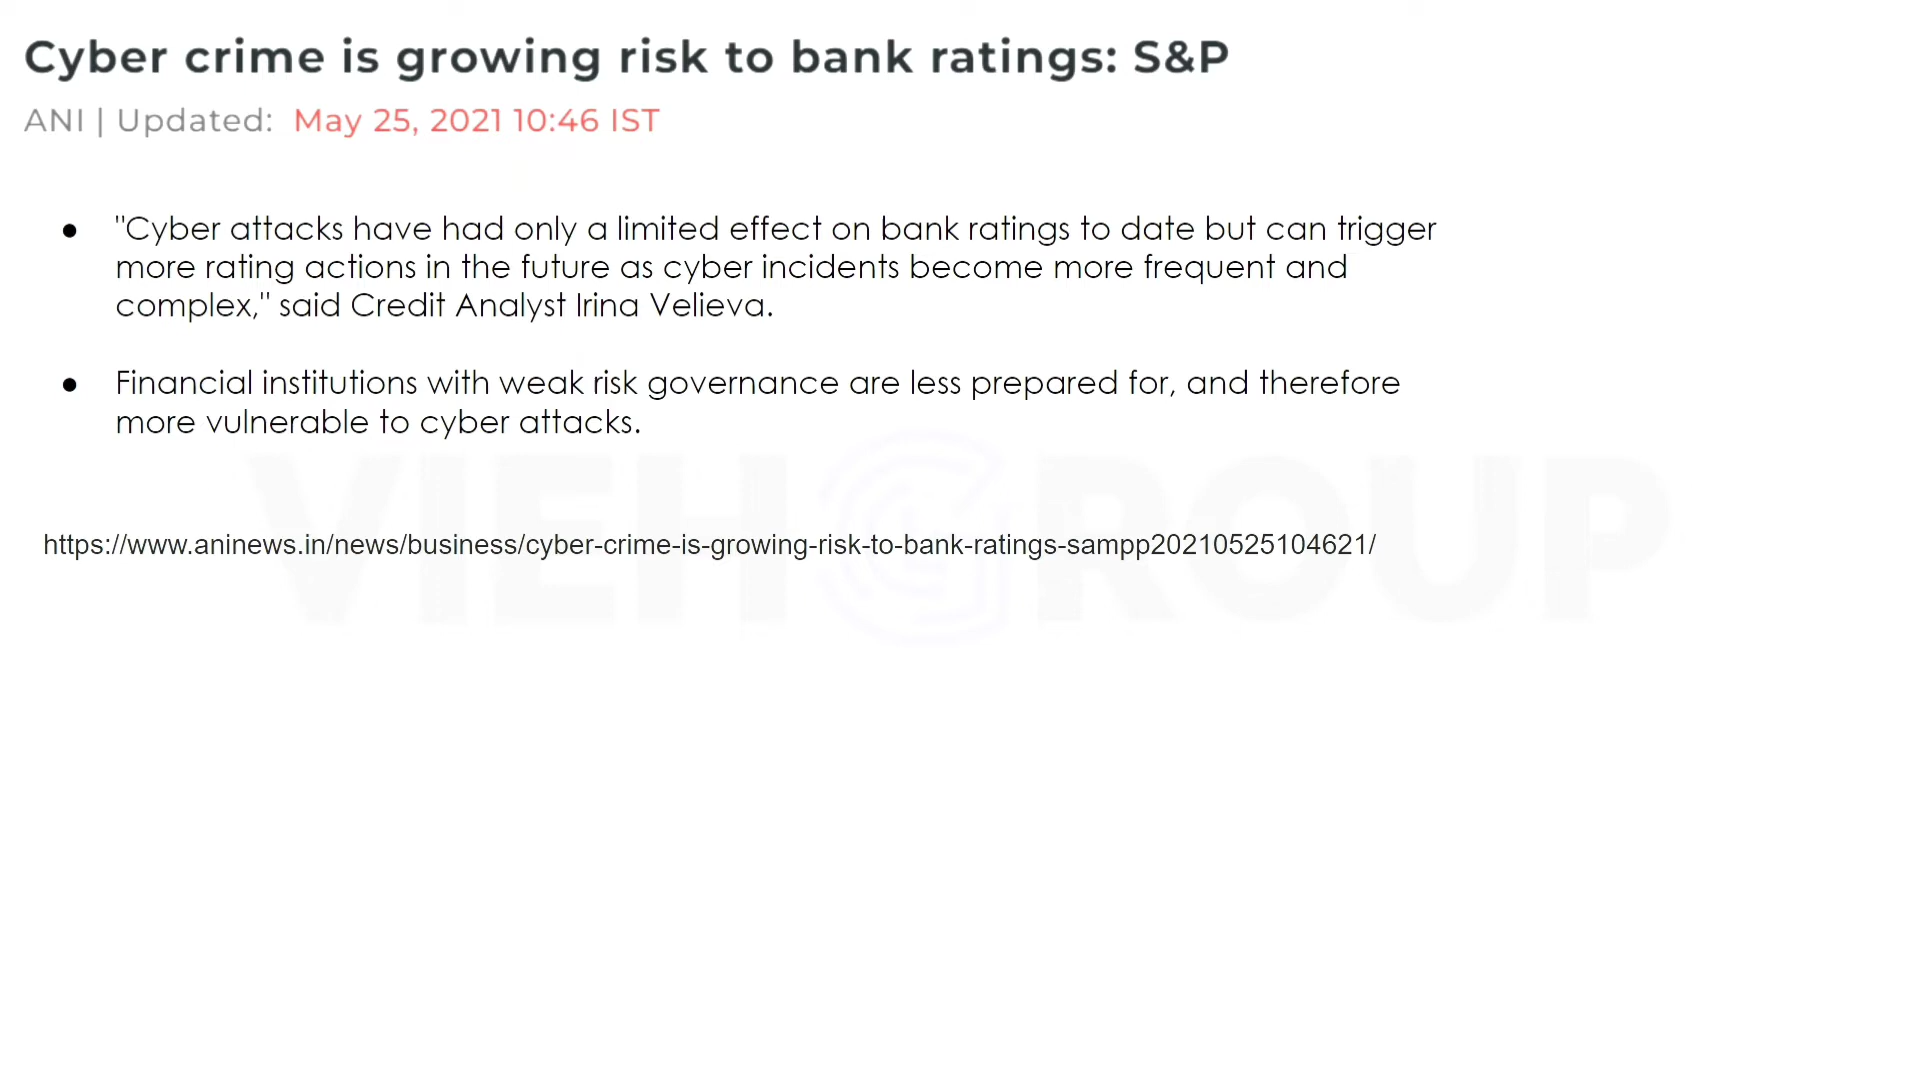 Cyber crime is growing risk to bank ratings: S&P
ANI | Updated: May 25, 2021 10:46 IST
● "Cyber attacks have had only a limited effect on bank ratings to date but can trigger
more rating actions in the future as cyber incidents become more frequent and
complex," said Credit Analyst Irina Velieva.
● Financial institutions with weak risk governance are less prepared for, and therefore
more vulnerable to cyber attacks.
VIEH GROUP
https://www.aninews.in/news/business/cyber-crime-is-growing-risk-to-bank-ratings-sampp20210525104621/